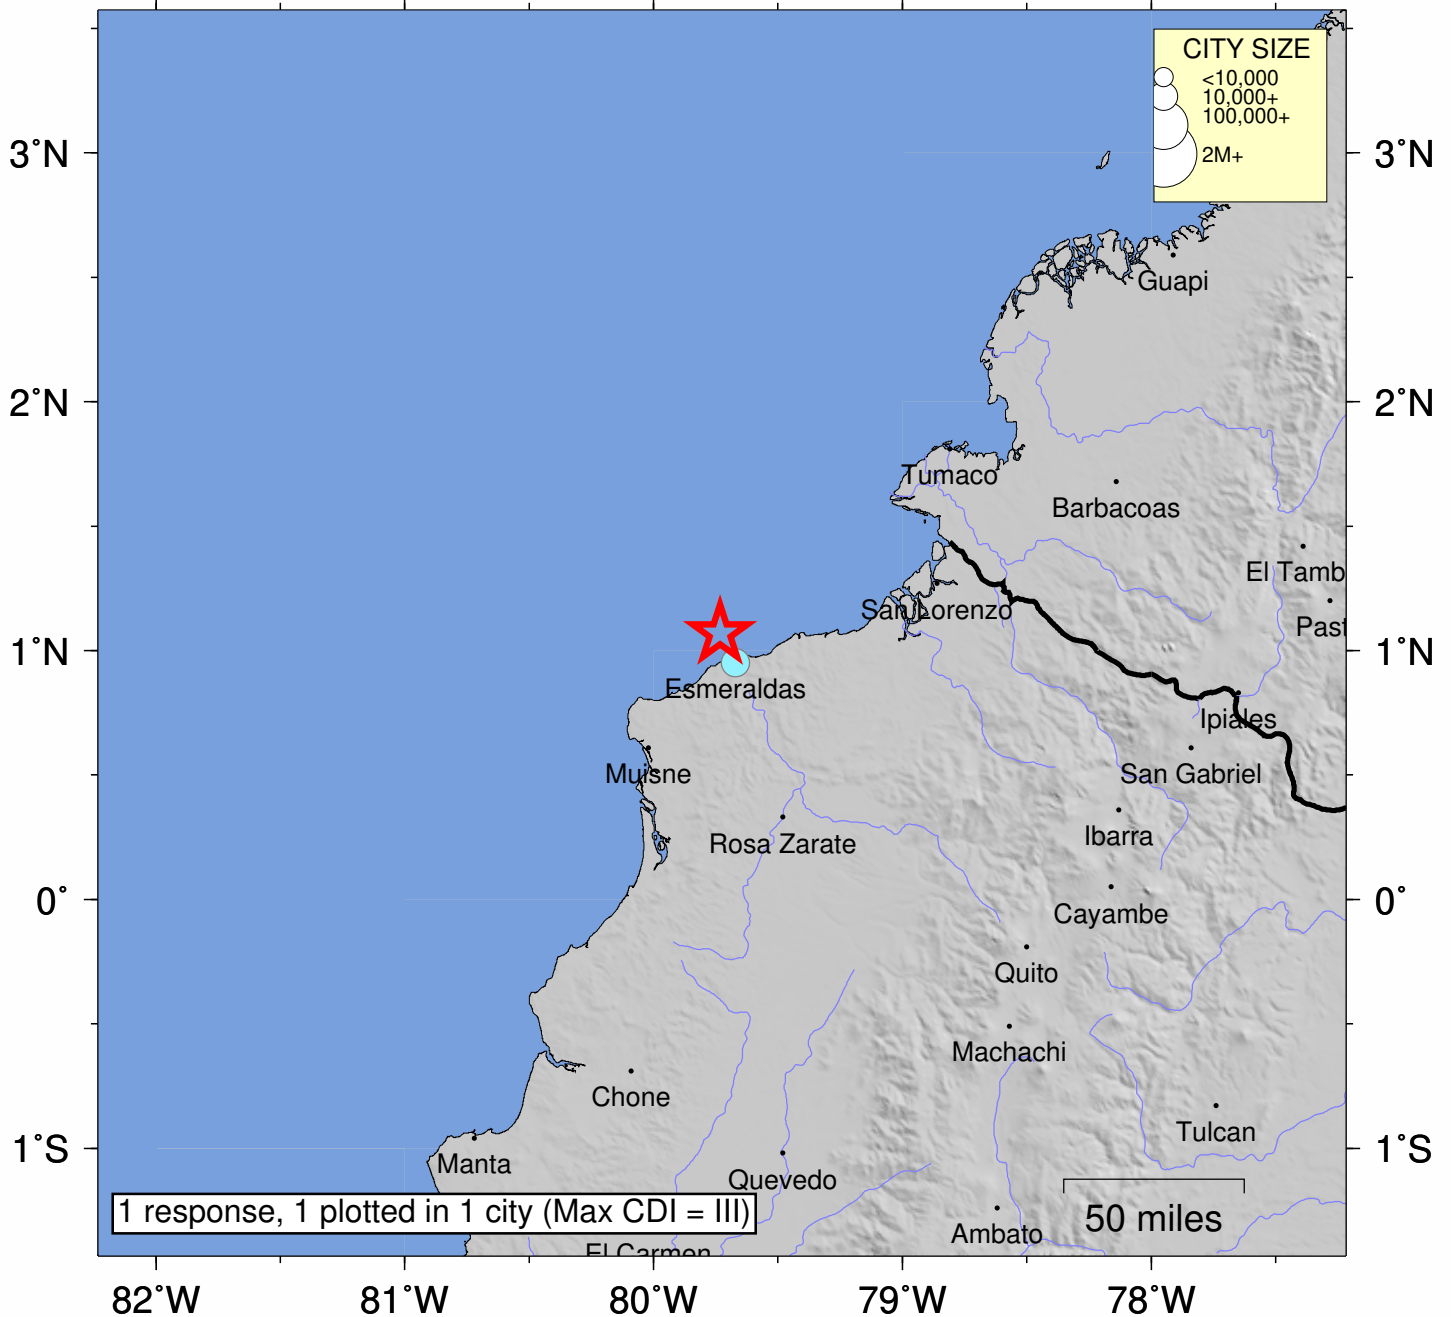 CITY SIZE
<10,000
10,000+
100,000+
2M+
3˚N
3˚N
Guapi
2˚N
2˚N
Tumaco
Barbacoas
El Tamb
San Lorenzo
Past
1˚N
1˚N
Esmeraldas
Ipiales
Muisne
San Gabriel
Rosa Zarate
Ibarra
0˚
0˚
Cayambe
Quito
Machachi
Chone
Tulcan
1˚S
1˚S
Manta
Quevedo
1 response, 1 plotted in 1 city (Max CDI = III)
50 miles
Ambato
El Carmen
82˚W
81˚W
80˚W
79˚W
78˚W